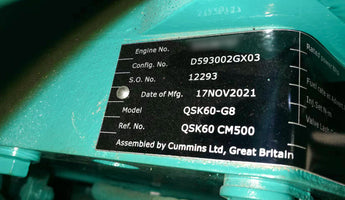 Engine No.
Config. No. D593002GX03
S.O. No. 12293
Date of Mfg. 17NOV2021
Model QSK60-G8
Ref. No. QSK60 CM500
Assembled by Cummins Ltd, Great Britain